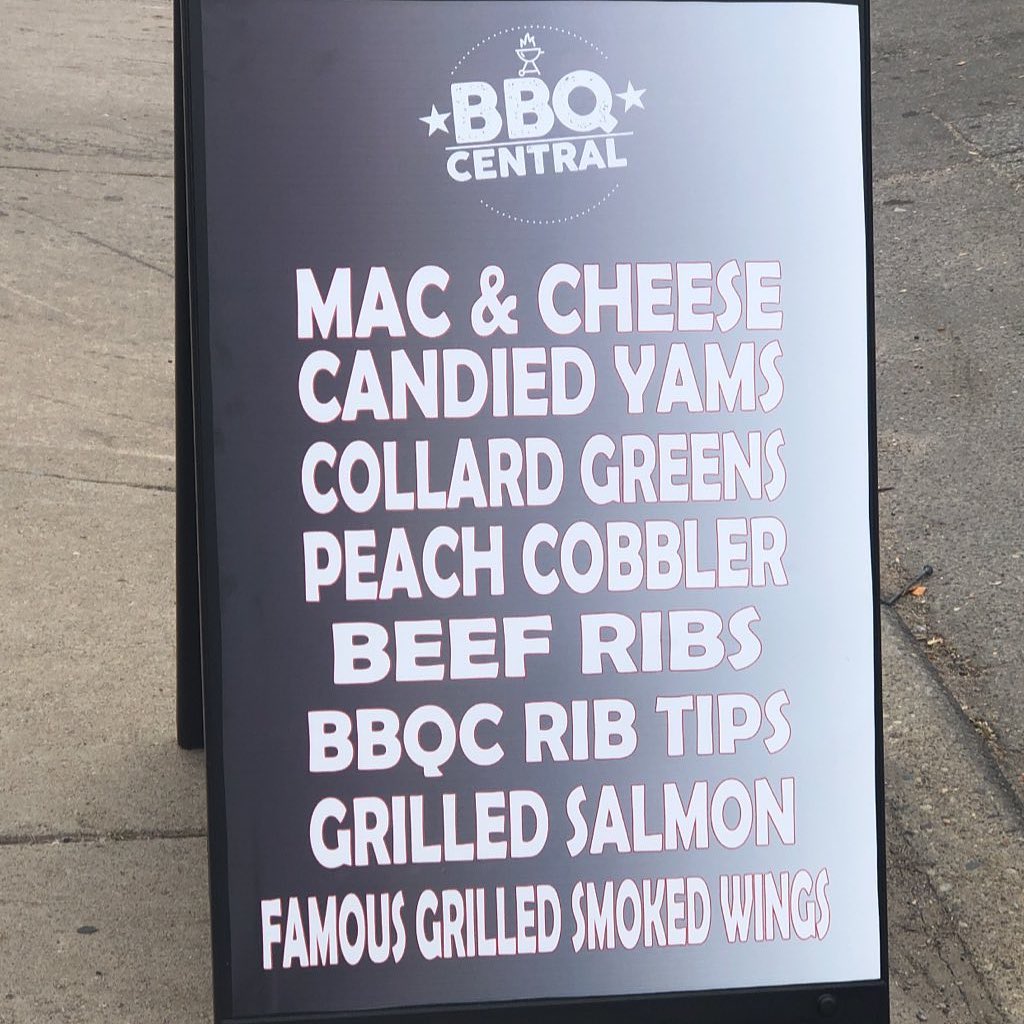 BBQ
CENTRAL
MAC & CHEESE
CANDIED YAMS
COLLARD GREENS
PEACH COBBLER
BEEF RIBS
BBQC RIB TIPS
GRILLED SALMON
FAMOUS GRILLED SMOKED WINGS